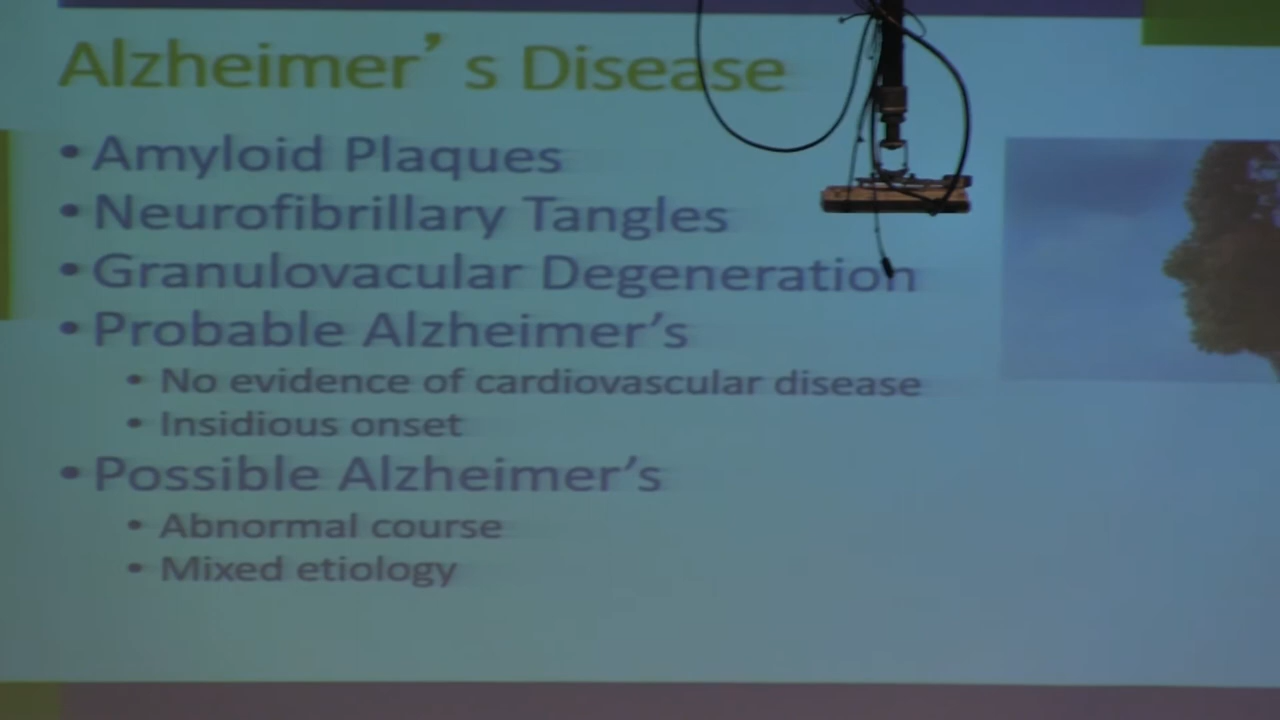 Alzheimer’s Disease
• Amyloid Plaques
• Neurofibrillary Tangles
• Granulovacular Degeneration
• Probable Alzheimer’s
• No evidence of cardiovascular disease
• Insidious onset
• Possible Alzheimer’s
• Abnormal course
• Mixed etiology